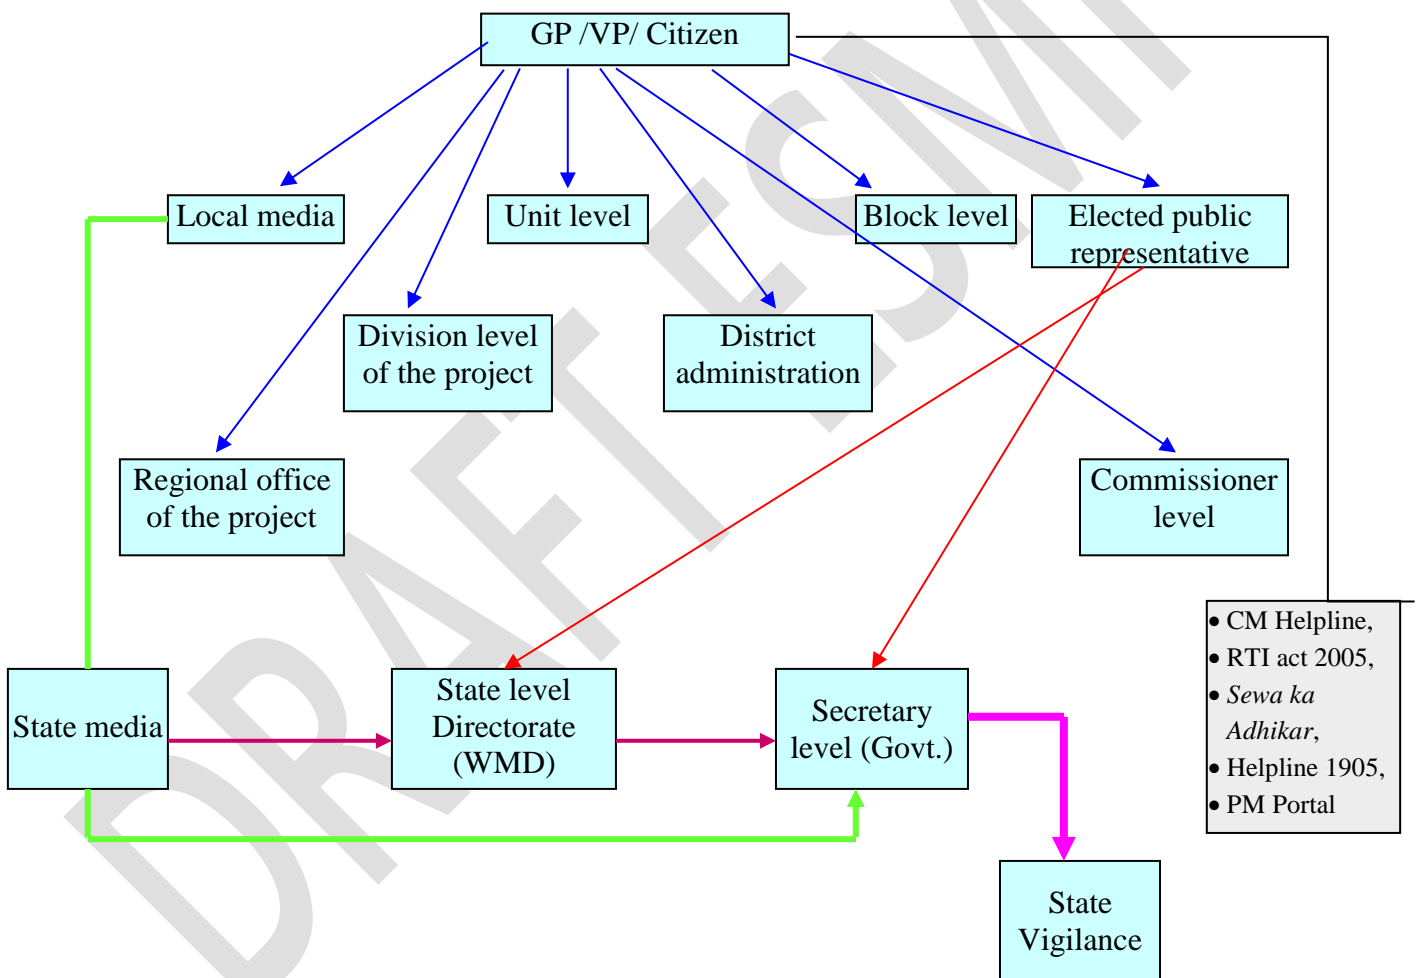 GP /VP/ Citizen
Local media
Unit level
Block level
Elected public
representative
Division level
of the project
District
administration
Regional office
of the project
Commissioner
level
• CM Helpline,
• RTI act 2005,
• Sewa ka
Adhikar,
• Helpline 1905,
• PM Portal
State media
State level
Directorate
(WMD)
Secretary
level (Govt.)
State
Vigilance
DRAFT ESMF